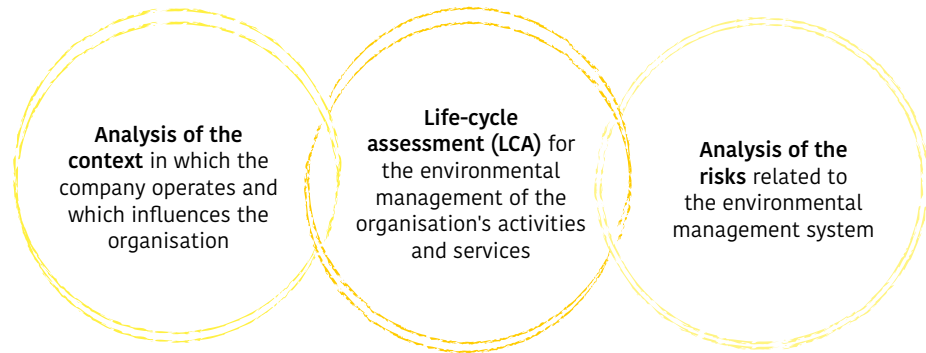 Analysis of the
context in which the
company operates and
which influences the
organisation
Life-cycle
assessment (LCA) for
the environmental
management of the
organisation's activities
and services
Analysis of the
risks related to
the environmental
management system